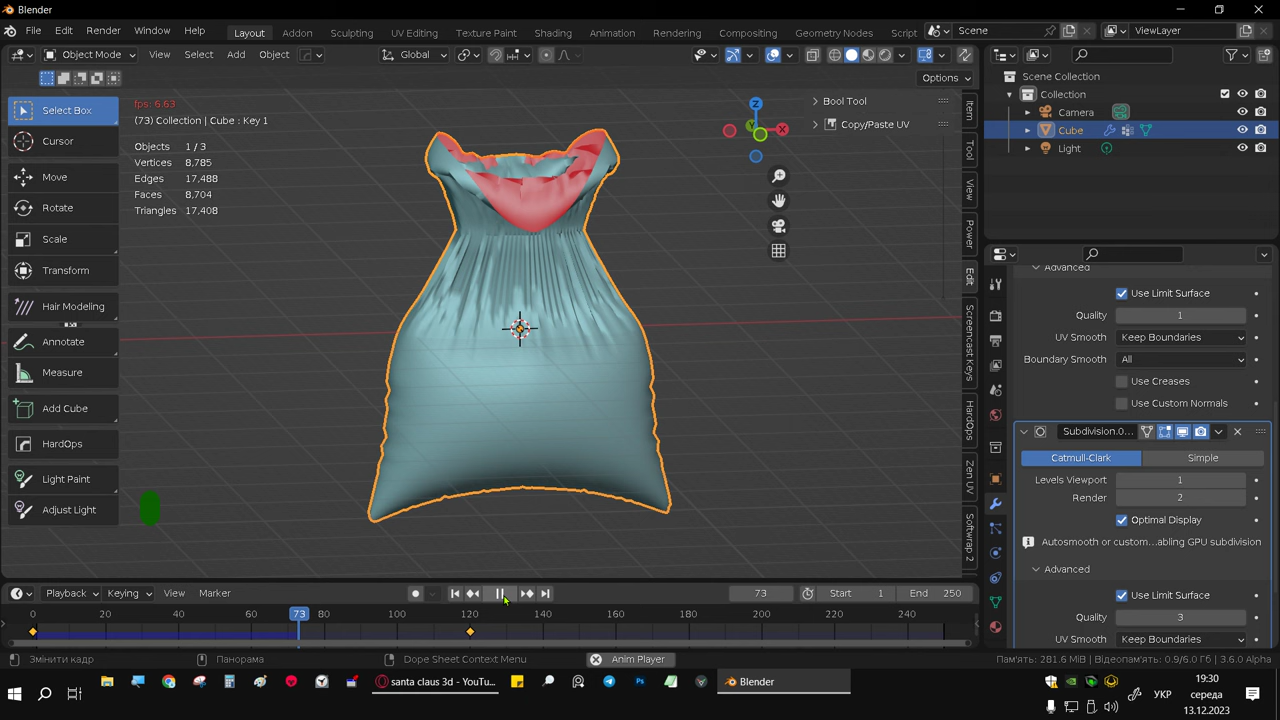 Blender
File Edit Render Window Help Layout Addon Sculpting UV Editing Texture Paint Shading Animation Rendering Compositing Geometry Nodes Script Scene ViewLayer
Object Mode View Select Add Object Global
Options
Select Box
Cursor
Move
Rotate
Scale
Transform
Hair Modeling
Annotate
Measure
Add Cube
HardOps
Light Paint
Adjust Light
fps: 6.63
(73) Collection | Cube : Key 1
Objects 1 / 3
Vertices 8,785
Edges 17,488
Faces 8,704
Triangles 17,408
Z
X
Y
Bool Tool
Copy/Paste UV
Item
Tool
View
Power
Edit
Screencast Keys
HardOps
Zen UV
Softwrap 2
Scene Collection
Collection
Camera
Cube
Light
Advanced
Use Limit Surface
Quality 1
UV Smooth Keep Boundaries
Boundary Smooth All
Use Creases
Use Custom Normals
Subdivision.0...
Catmull-Clark Simple
Levels Viewport 1
Render 2
Optimal Display
Autosmooth or custom...abling GPU subdivision
Advanced
Use Limit Surface
Quality 3
UV Smooth Keep Boundaries
Playback Keying View Marker 73 Start 1 End 250
0 20 40 60 73 100 120 140 160 180 200 220 240
Змінити кадр Панорама Dope Sheet Context Menu Anim Player Пам'ять: 281.6 MiB | Відеопам'ять: 0.9/6.0 Гб | 3.6.0 Alpha
santa claus 3d - YouTu... Ps Blender УКР 19:30
середа
13.12.2023